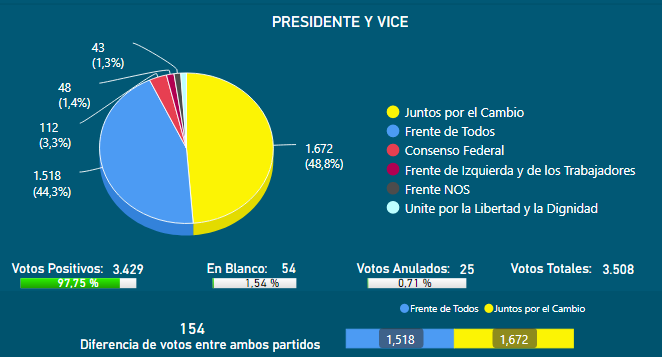 PRESIDENTE Y VICE
43
(1,3%)
48
(1,4%)
112
(3,3%)
1.518
(44,3%)
1.672
(48,8%)
Juntos por el Cambio
Frente de Todos
Consenso Federal
Frente de Izquierda y de los Trabajadores
Frente NOS
Unite por la Libertad y la Dignidad
Votos Positivos: 3.429
97,75 %
En Blanco: 54
1.54 %
Votos Anulados: 25
0,71 %
Votos Totales: 3.508
Frente de Todos Juntos por el Cambio
154
Diferencia de votos entre ambos partidos
1,518 1,672